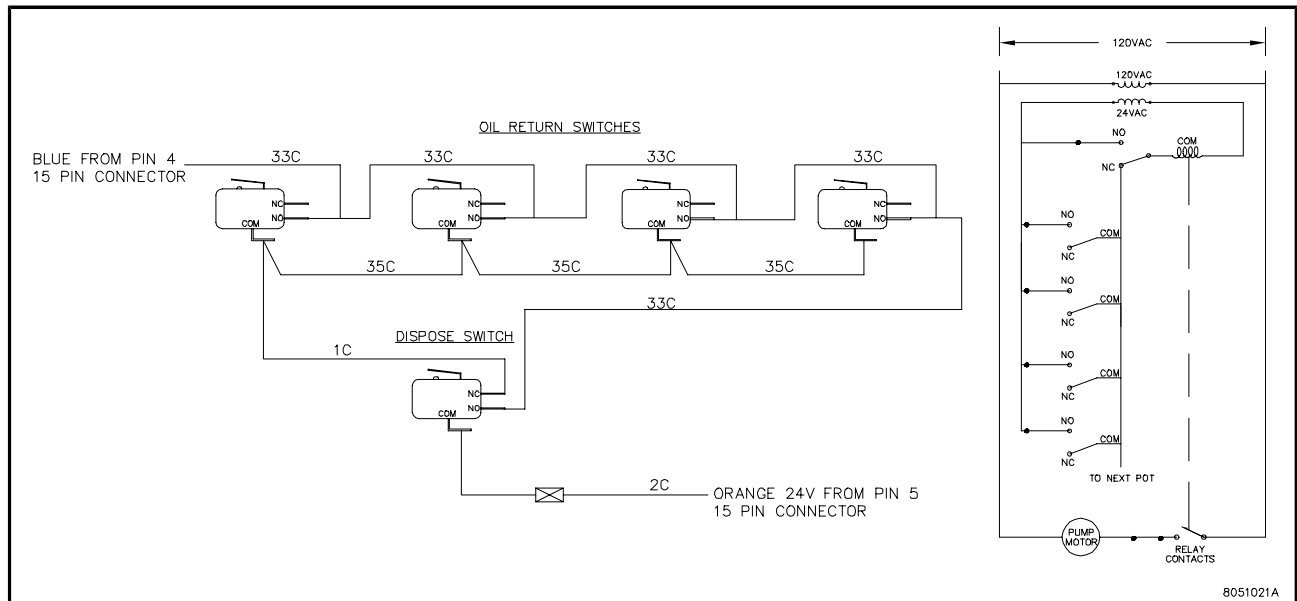 OIL RETURN SWITCHES
BLUE FROM PIN 4
15 PIN CONNECTOR
33C
33C
33C
33C
NC
NO
COM
NC
NO
COM
NC
NO
COM
NC
NO
COM
35C
35C
35C
33C
DISPOSE SWITCH
1C
NC
NO
COM
2C
ORANGE 24V FROM PIN 5
15 PIN CONNECTOR
120VAC
120VAC
24VAC
NO
COM
NC
NO
COM
NC
NO
COM
NC
NO
COM
NC
NO
COM
NC
TO NEXT POT
PUMP
MOTOR
RELAY
CONTACTS
8051021A